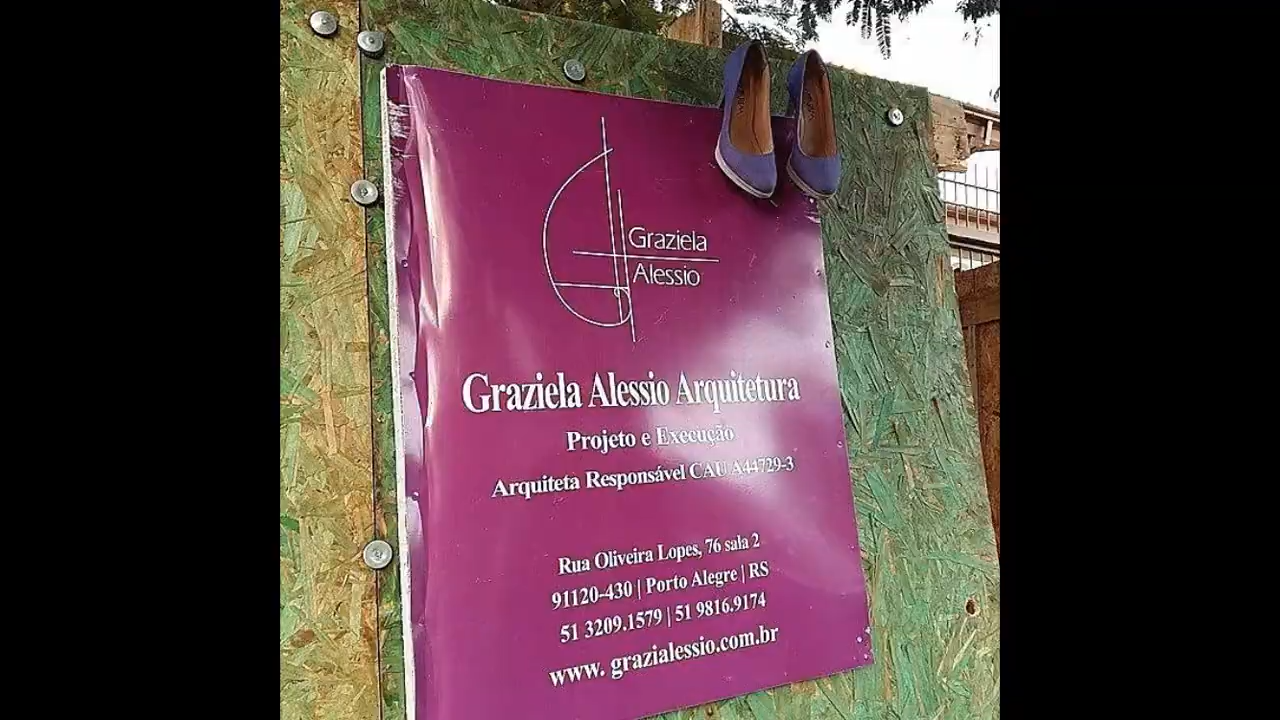 Graziela
Alessio
Graziela Alessio Arquitetura
Projeto e Execução
Arquiteta Responsável CAU A44729-3
Rua Oliveira Lopes, 76 sala 2
91120-430 | Porto Alegre | RS
51 3209.1579 | 51 9816.9174
www. grazialessio.com.br